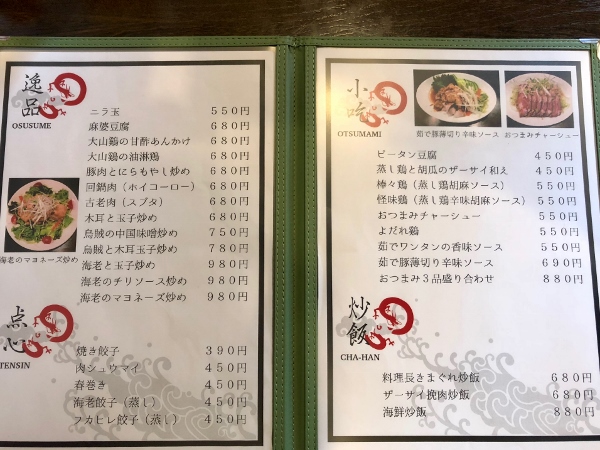 逸品
OSUSUME
ニラ玉 550円
麻婆豆腐 680円
大山鶏の甘酢あんかけ 680円
大山鶏の油淋鶏 680円
豚肉とにらもやし炒め 680円
回鍋肉(ホイコーロー) 680円
古老肉(スブタ) 680円
木耳と玉子炒め 680円
烏賊の中国味噌炒め 750円
烏賊と木耳玉子炒め 780円
海老と玉子炒め 980円
海老のチリソース炒め 980円
海老のマヨネーズ炒め 980円
海老のマヨネーズ炒め
点心
TENSIN
焼き餃子 390円
肉シュウマイ 450円
春巻き 450円
海老餃子(蒸し) 450円
フカヒレ餃子(蒸し) 450円
小吃
OTSUMAMI
茹で豚薄切り辛味ソース
おつまみチャーシュー
ピータン豆腐 450円
蒸し鶏と胡瓜のザーサイ和え 450円
棒々鶏(蒸し鶏胡麻ソース) 550円
怪味鶏(蒸し鶏辛味胡麻ソース) 550円
おつまみチャーシュー 550円
よだれ鶏 550円
茹でワンタンの香味ソース 550円
茹で豚薄切り辛味ソース 690円
おつまみ3品盛り合わせ 880円
炒飯
CHA-HAN
料理長きまぐれ炒飯 680円
ザーサイ挽肉炒飯 680円
海鮮炒飯 880円